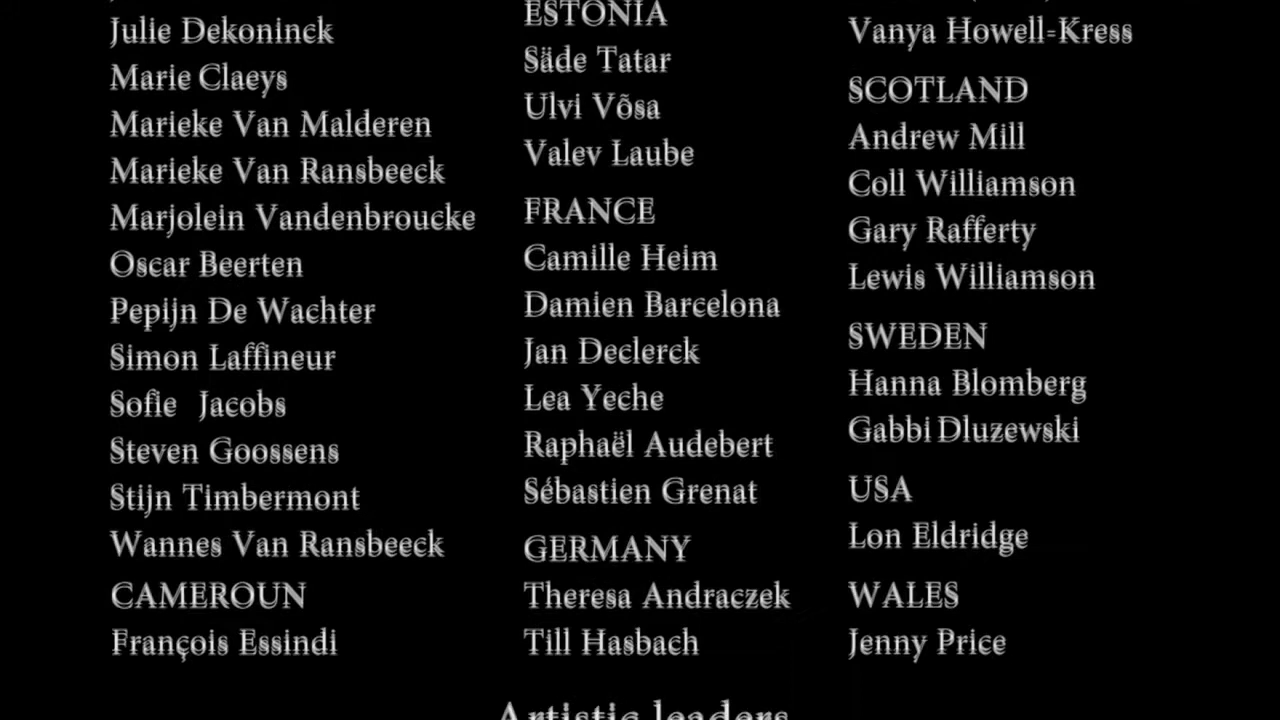 Julie Dekoninck
Marie Claeys
Marieke Van Malderen
Marieke Van Ransbeeck
Marjolein Vandenbroucke
Oscar Beerten
Pepijn De Wachter
Simon Laffineur
Sofie Jacobs
Steven Goossens
Stijn Timbermont
Wannes Van Ransbeeck
CAMEROUN
François Essindi
ESTONIA
Säde Tatar
Ulvi Võsa
Valev Laube
FRANCE
Camille Heim
Damien Barcelona
Jan Declerck
Lea Yeche
Raphaël Audebert
Sébastien Grenat
GERMANY
Theresa Andraczek
Till Hasbach
Vanya Howell-Kress
SCOTLAND
Andrew Mill
Coll Williamson
Gary Rafferty
Lewis Williamson
SWEDEN
Hanna Blomberg
Gabbi Dluzewski
USA
Lon Eldridge
WALES
Jenny Price
Artistic leaders